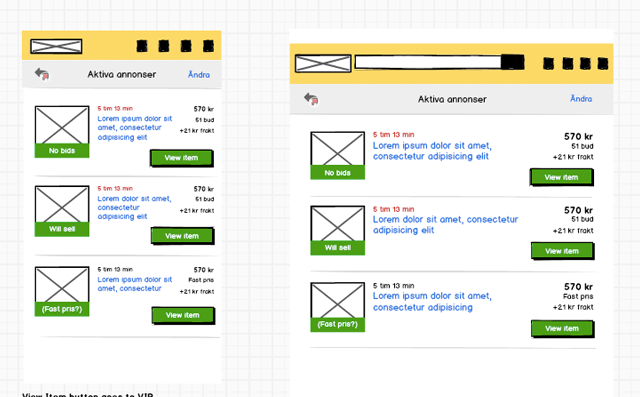 Aktiva annonser
Ändra
5 tim 13 min
570 kr
Lorem ipsum dolor sit
51 bud
amet, consectetur
+21 kr frakt
adipisicing elit
No bids
View item
5 tim 13 min
570 kr
Lorem ipsum dolor sit amet,
51 bud
consectetur
+21 kr frakt
adipisicing elit
Will sell
View item
5 tim 13 min
570 kr
Lorem ipsum dolor sit
Fast pris
amet, consectetur
+21 kr frakt
(Fast pris?)
View item
View Item button goes to VIP
Aktiva annonser
Ändra
5 tim 13 min
570 kr
Lorem ipsum dolor sit amet,
51 bud
consectetur adipisicing elit
+21 kr frakt
No bids
View item
5 tim 13 min
570 kr
Lorem ipsum dolor sit amet, consectetur
51 bud
adipisicing elit
+21 kr frakt
Will sell
View item
5 tim 13 min
570 kr
Lorem ipsum dolor sit amet,
Fast pris
consectetur adipisicing
+21 kr frakt
(Fast pris?)
View item